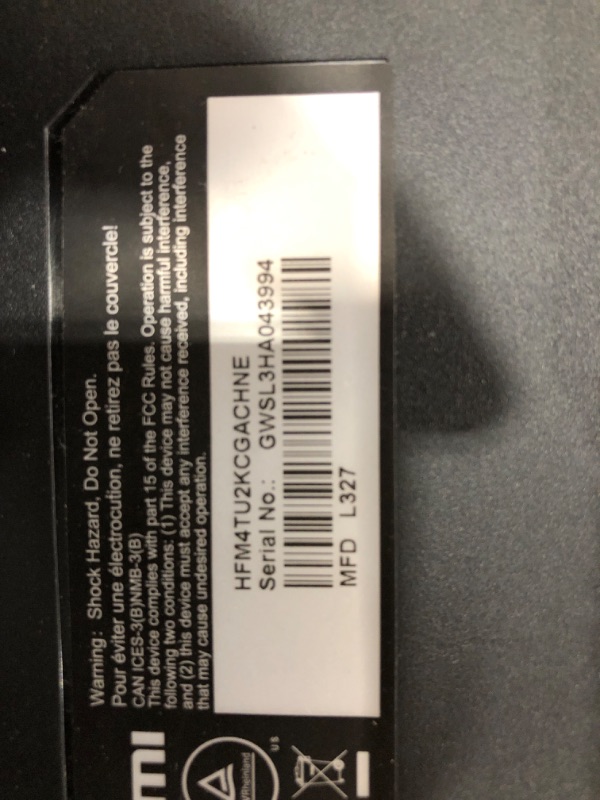 Warning: Shock Hazard, Do Not Open.
Pour éviter une électrocution, ne retirez pas le couvercle!
CAN ICES-3(B)/NMB-3(B)
This device complies with part 15 of the FCC Rules. Operation is subject to the
following two conditions: (1) This device may not cause harmful interference,
and (2) this device must accept any interference received, including interference
that may cause undesired operation.
HFM4TU2KCGACHNE
Serial No.: GWSL3HA043994
MFD L327
US